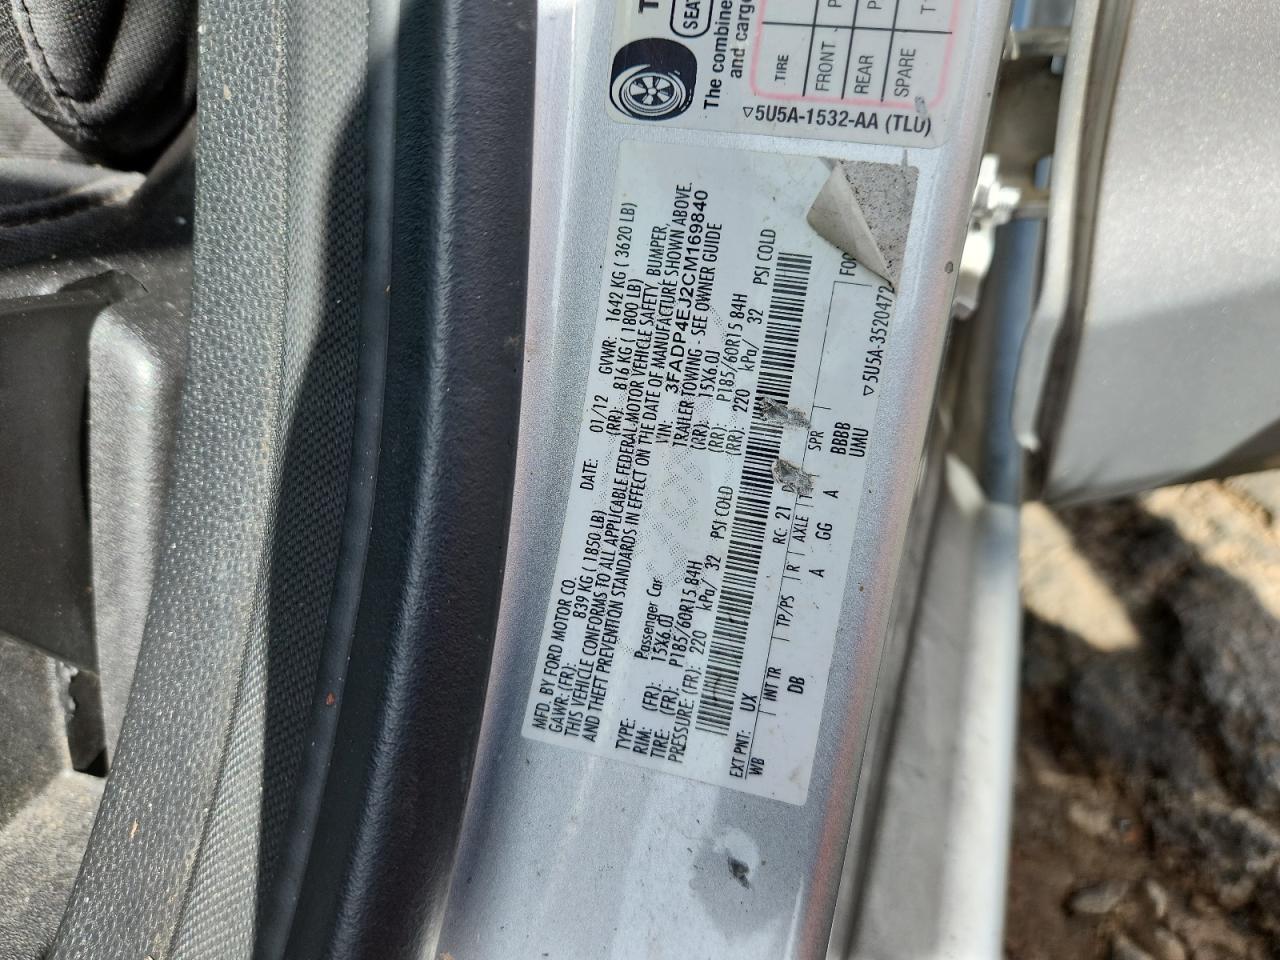 SEAT
The combine
and cargo
TIRE
FRONT P
REAR P
SPARE T1
▽5U5A-1532-AA (TLU)
MFD. BY FORD MOTOR CO. DATE: 01/12 GVWR: 1642 KG ( 3620 LB)
GAWR: (FR): 839 KG ( 1850 LB) (RR): 816 KG ( 1800 LB)
THIS VEHICLE CONFORMS TO ALL APPLICABLE FEDERAL MOTOR VEHICLE SAFETY, BUMPER,
AND THEFT PREVENTION STANDARDS IN EFFECT ON THE DATE OF MANUFACTURE SHOWN ABOVE.
VIN: 3FADP4EJ2CM169840
TYPE: Passenger Car TRAILER TOWING - SEE OWNER GUIDE
RIM: (FR): 15X6.0J (RR): 15X6.0J
TIRE: (FR): P185/60R15 84H (RR): P185/60R15 84H
PRESSURE: (FR): 220 kPa/ 32 PSI COLD (RR): 220 kPa/ 32 PSI COLD
EXT PNT: UX RC: 21
WB INT TR TP/PS R AXLE SPR
DB A GG A BBBB
UMU
▽5U5A-3520472